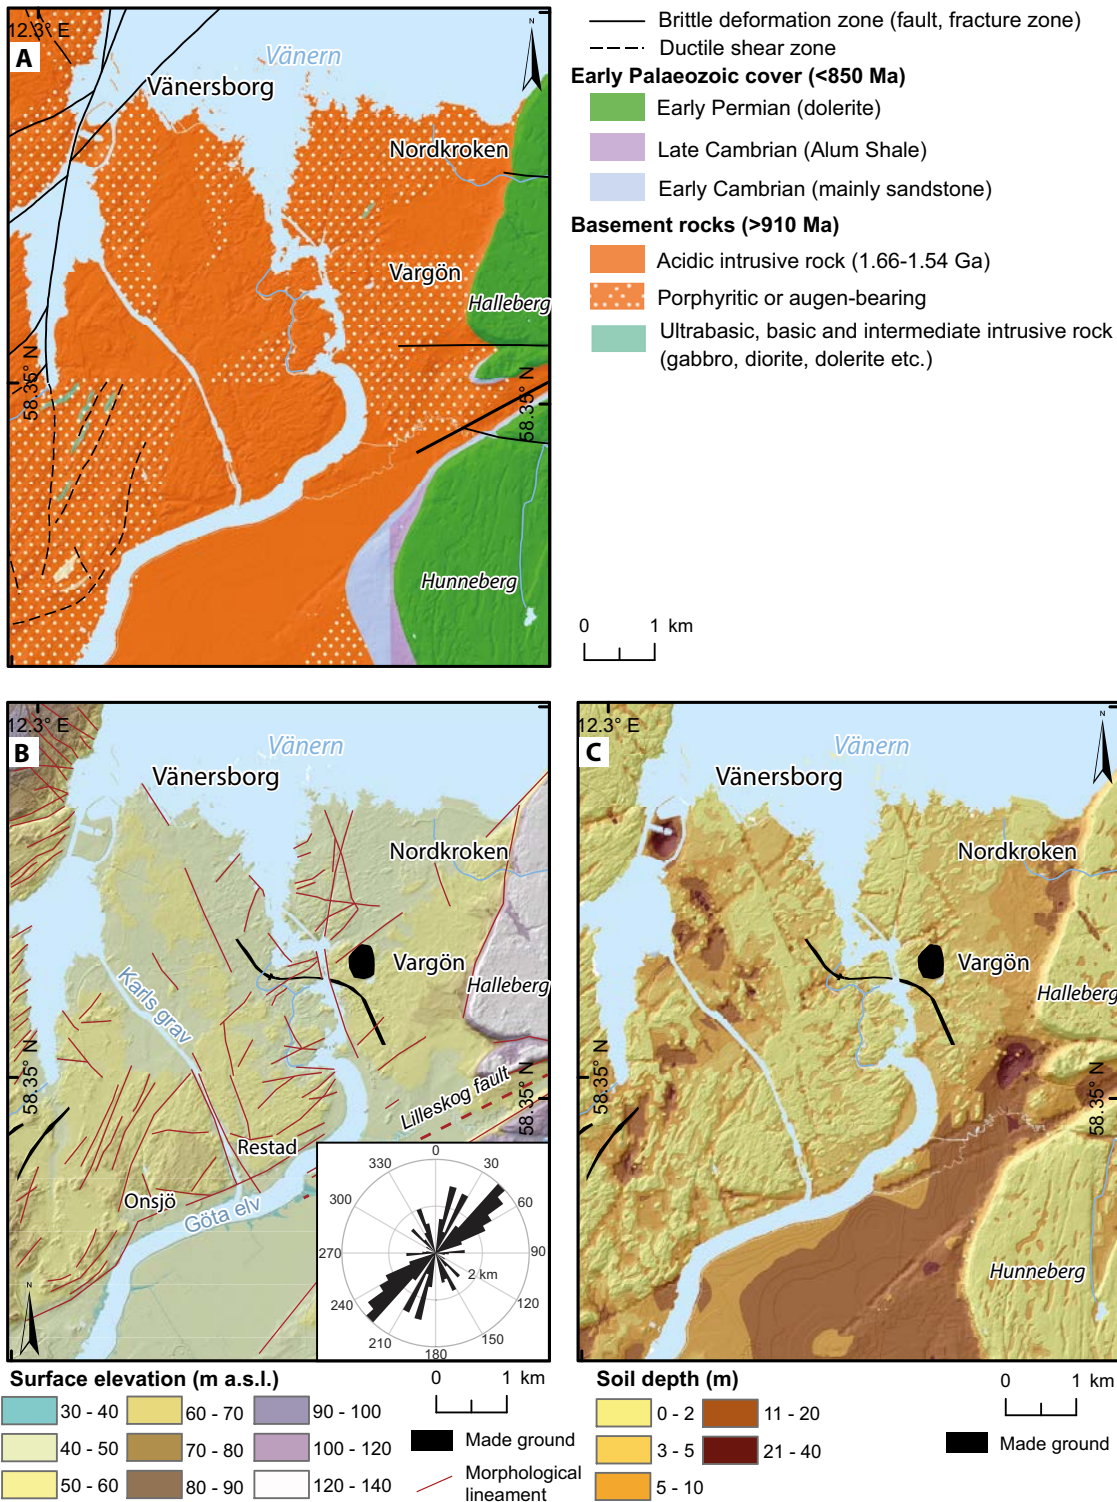 12.3° E
A
Vänern
N
Vänersborg
Nordkroken
Vargön
Halleberg
58.35° N
58.35° N
Hunneberg
Brittle deformation zone (fault, fracture zone)
Ductile shear zone
Early Palaeozoic cover (<850 Ma)
Early Permian (dolerite)
Late Cambrian (Alum Shale)
Early Cambrian (mainly sandstone)
Basement rocks (>910 Ma)
Acidic intrusive rock (1.66-1.54 Ga)
Porphyritic or augen-bearing
Ultrabasic, basic and intermediate intrusive rock
(gabbro, diorite, dolerite etc.)
0 1 km
12.3° E
B
Vänern
Vänersborg
Nordkroken
Vargön
Halleberg
Karls grav
58.35° N
58.35° N
Lilleskog fault
Restad
Onsjö
Göta elv
N
0
30
60
90
120
150
180
210
240
270
300
330
2 km
Surface elevation (m a.s.l.)
30 - 40
40 - 50
50 - 60
60 - 70
70 - 80
80 - 90
90 - 100
100 - 120
120 - 140
0 1 km
Made ground
Morphological
lineament
12.3° E
C
Vänern
N
Vänersborg
Nordkroken
Vargön
Halleberg
58.35° N
58.35° N
Hunneberg
Soil depth (m)
0 - 2
3 - 5
5 - 10
11 - 20
21 - 40
0 1 km
Made ground